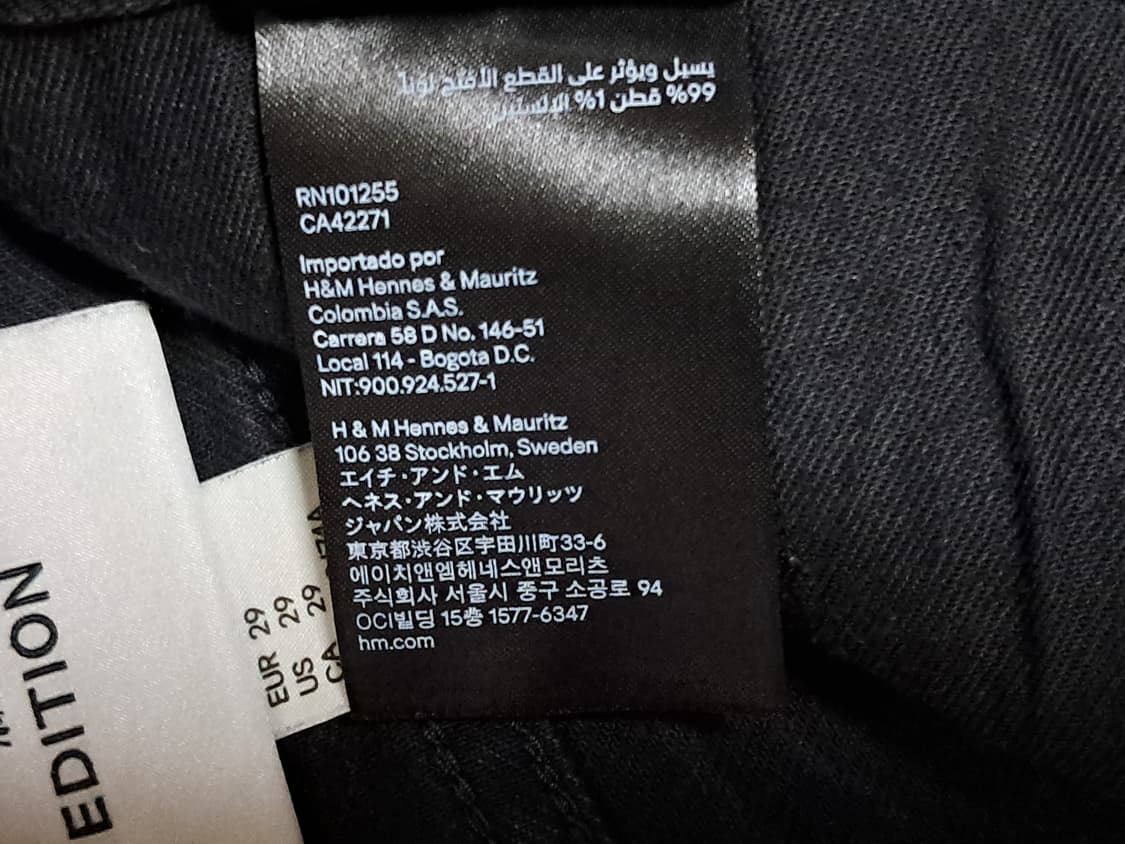 يسيل ويؤثر على القطع الأفتح لوناً
99% قطن 1% الإلستين
RN101255
CA42271
Importado por
H&M Hennes & Mauritz
Colombia S.A.S.
Carrera 58 D No. 146-51
Local 114 - Bogota D.C.
NIT:900.924.527-1
H & M Hennes & Mauritz
106 38 Stockholm, Sweden
エイチ・アンド・エム
ヘネス・アンド・マウリッツ
ジャパン株式会社
東京都渋谷区宇田川町33-6
에이치앤엠헤네스앤모리츠
주식회사 서울시 중구 소공로 94
OCI빌딩 15층 1577-6347
hm.com
EUR 29
US 29
CA 29
EDITION